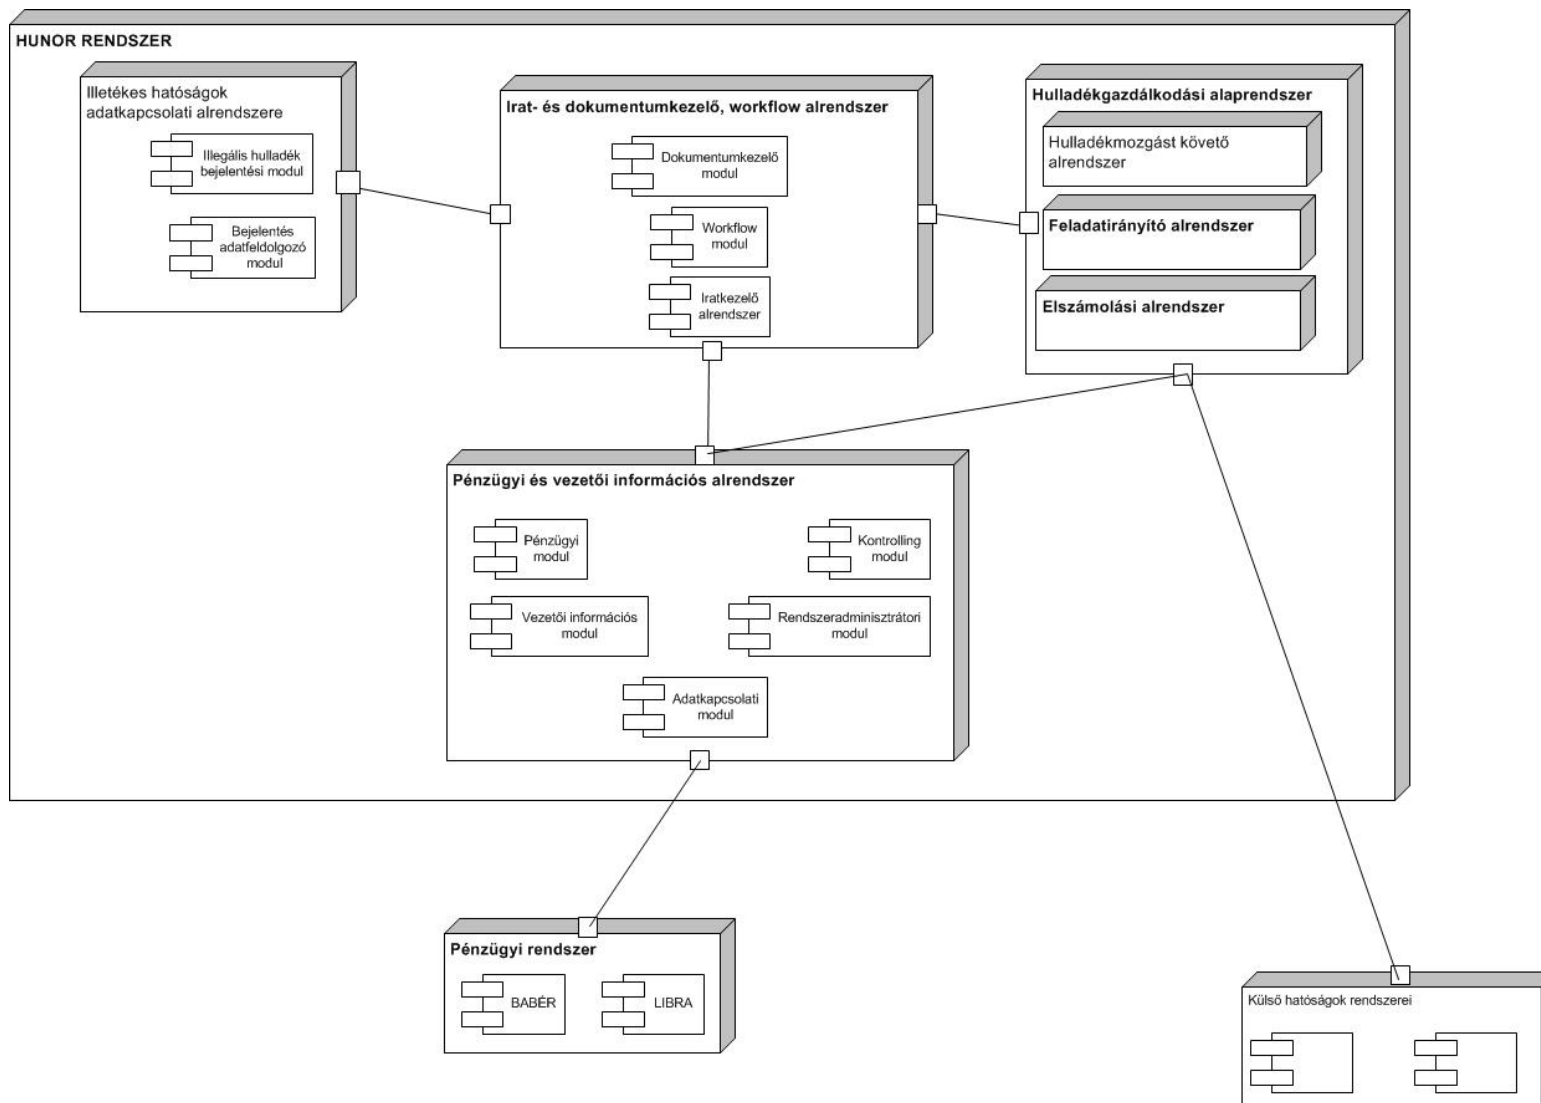 HUNOR RENDSZER
Illetékes hatóságok
adatkapcsolati alrendszere
Illegális hulladék
bejelentési modul
Bejelentés
adatfeldolgozó
modul
Irat- és dokumentumkezelő, workflow alrendszer
Dokumentumkezelő
modul
Workflow
modul
Iratkezelő
alrendszer
Hulladékgazdálkodási alaprendszer
Hulladékmozgást követő
alrendszer
Feladatirányító alrendszer
Elszámolási alrendszer
Pénzügyi és vezetői információs alrendszer
Pénzügyi
modul
Kontrolling
modul
Vezetői információs
modul
Rendszeradminisztrátori
modul
Adatkapcsolati
modul
Pénzügyi rendszer
BABÉR
LIBRA
Külső hatóságok rendszerei